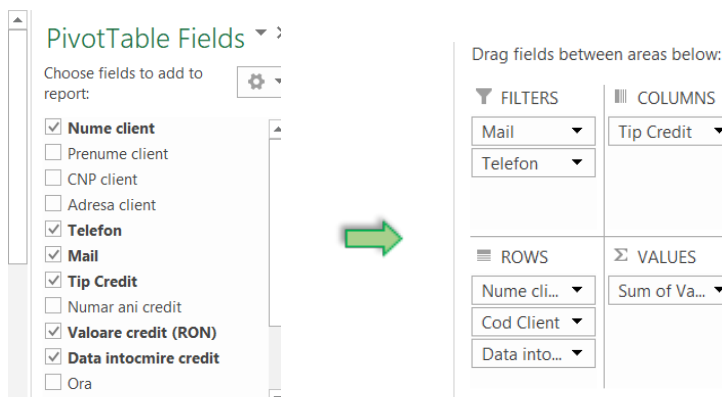 PivotTable Fields
Choose fields to add to
report:
Nume client
Prenume client
CNP client
Adresa client
Telefon
Mail
Tip Credit
Numar ani credit
Valoare credit (RON)
Data intocmire credit
Ora
Drag fields between areas below:
FILTERS
Mail
Telefon
COLUMNS
Tip Credit
ROWS
Nume cli...
Cod Client
Data into...
Σ VALUES
Sum of Va...